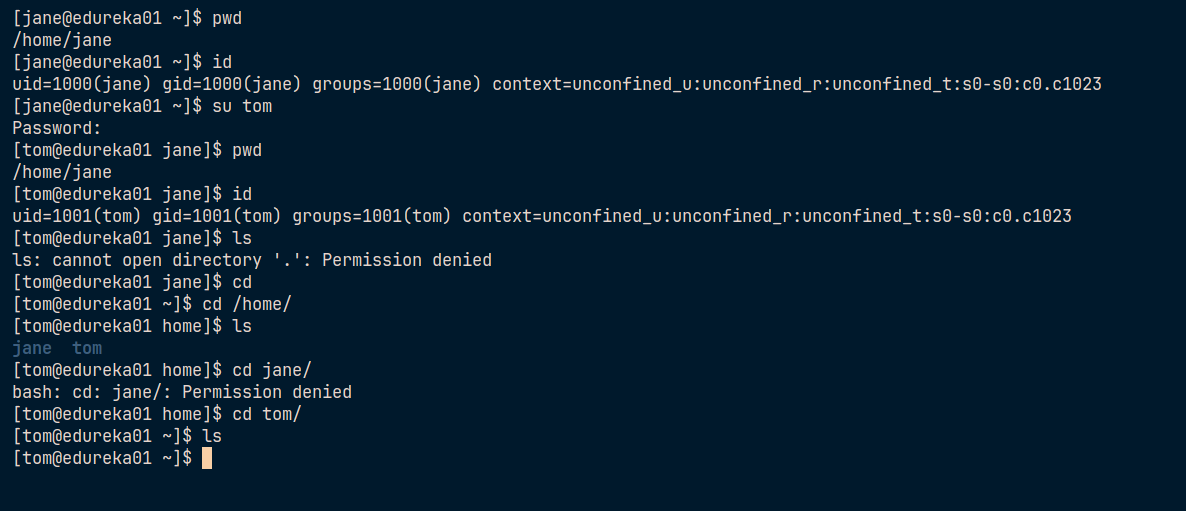 [jane@edureka01 ~]$ pwd
/home/jane
[jane@edureka01 ~]$ id
uid=1000(jane) gid=1000(jane) groups=1000(jane) context=unconfined_u:unconfined_r:unconfined_t:s0-s0:c0.c1023
[jane@edureka01 ~]$ su tom
Password:
[tom@edureka01 jane]$ pwd
/home/jane
[tom@edureka01 jane]$ id
uid=1001(tom) gid=1001(tom) groups=1001(tom) context=unconfined_u:unconfined_r:unconfined_t:s0-s0:c0.c1023
[tom@edureka01 jane]$ ls
ls: cannot open directory '.': Permission denied
[tom@edureka01 jane]$ cd
[tom@edureka01 ~]$ cd /home/
[tom@edureka01 home]$ ls
jane  tom
[tom@edureka01 home]$ cd jane/
bash: cd: jane/: Permission denied
[tom@edureka01 home]$ cd tom/
[tom@edureka01 ~]$ ls
[tom@edureka01 ~]$